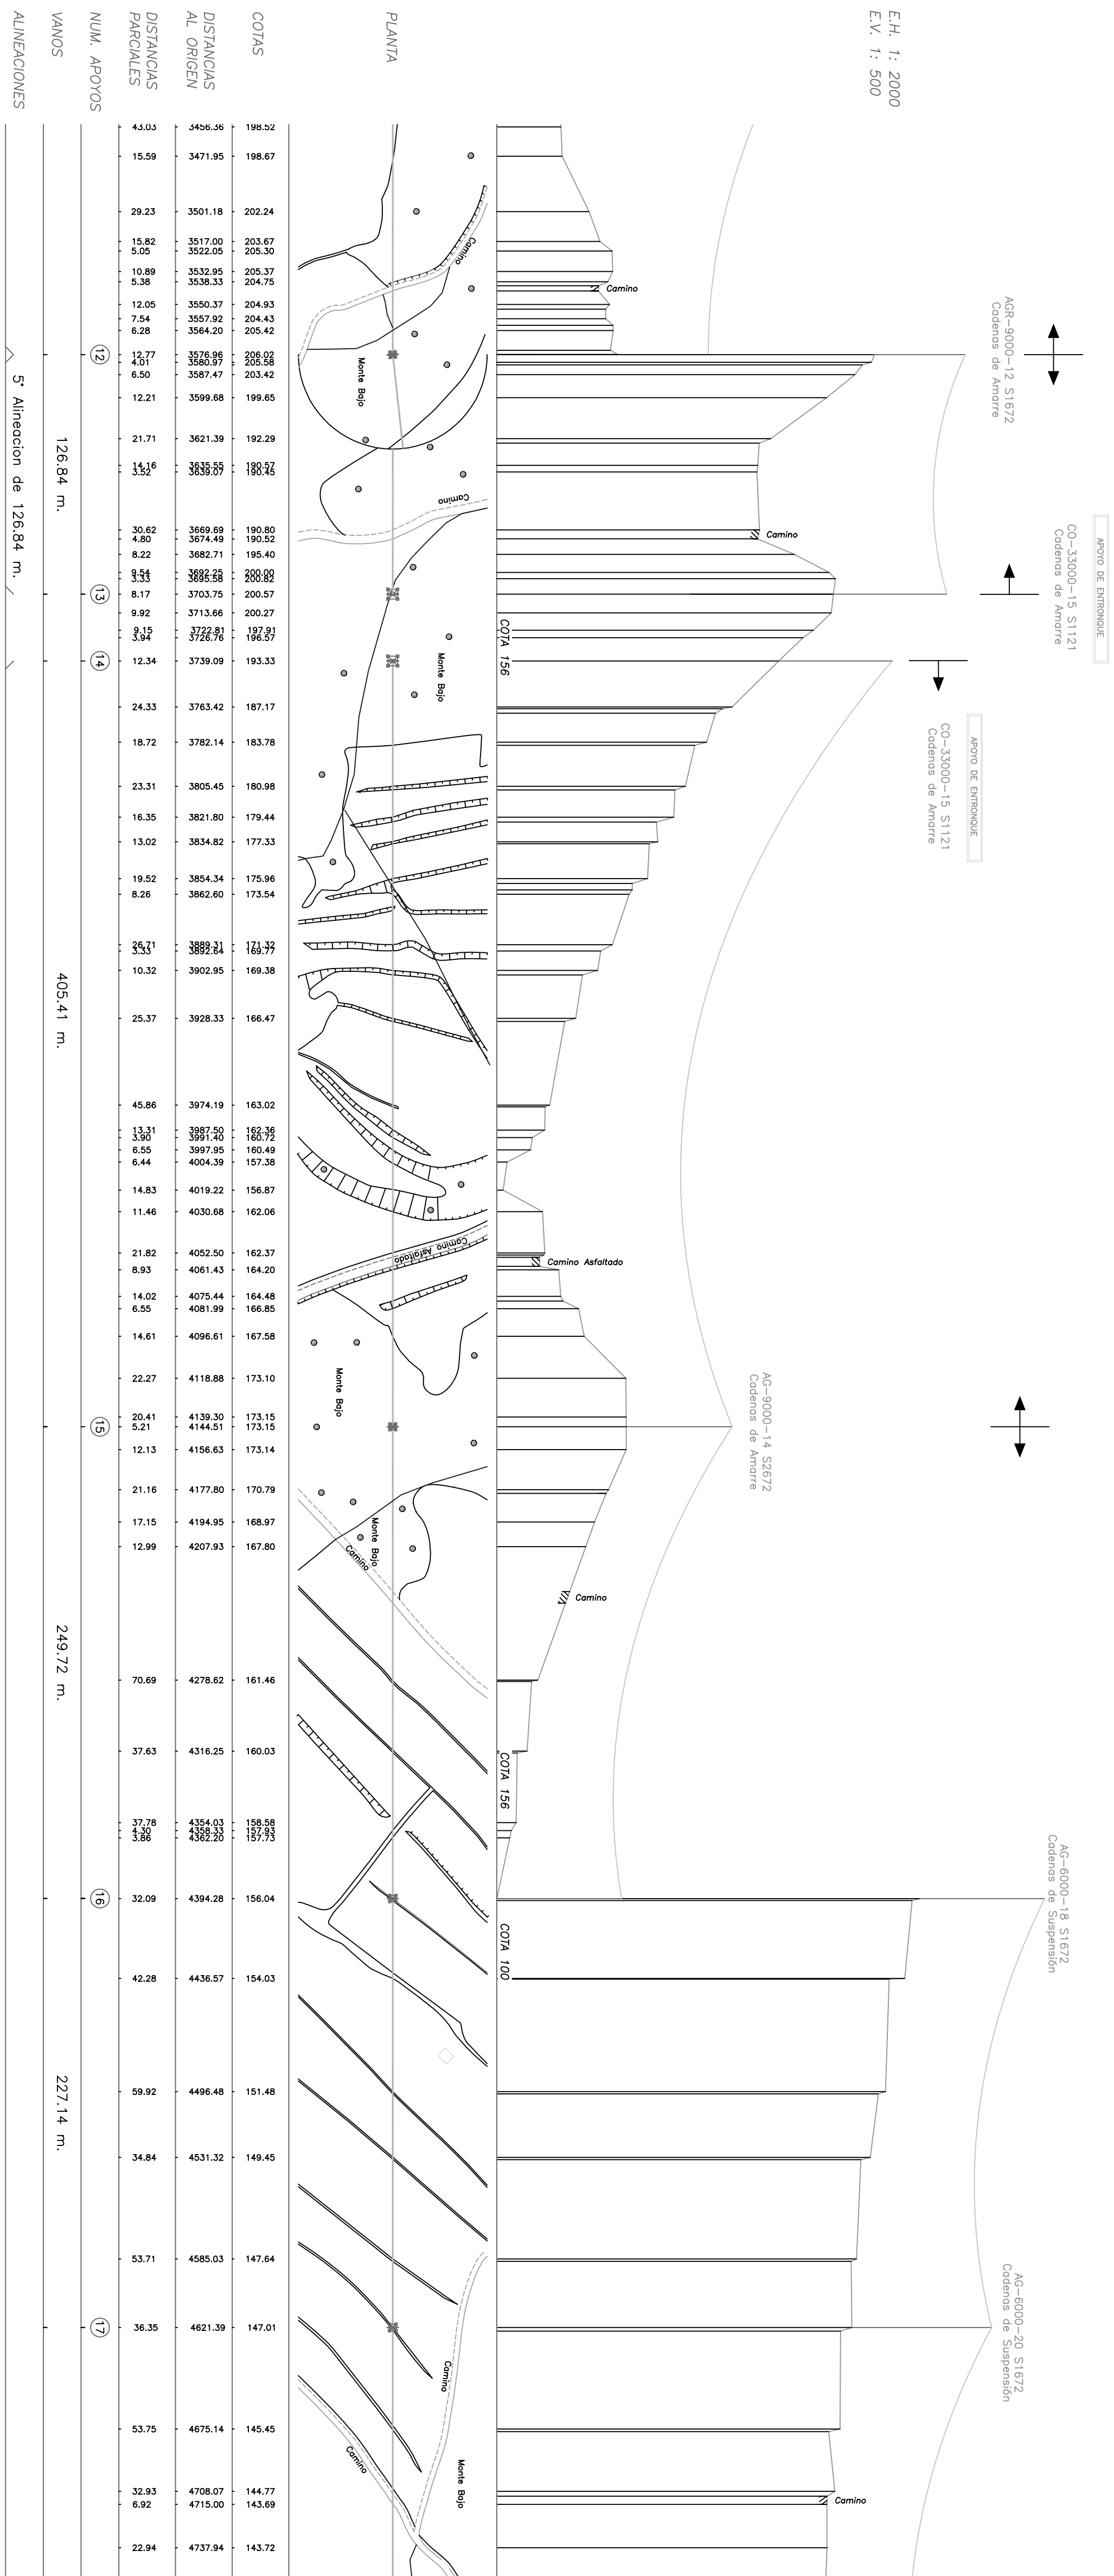 E.H. 1: 2000
E.V. 1: 500
PLANTA
COTAS
DISTANCIAS
AL ORIGEN
DISTANCIAS
PARCIALES
NUM. APOYOS
VANOS
ALINEACIONES
AGR-9000-12 S1672
Cadenas de Amarre
APOYO DE ENTRONQUE
CO-33000-15 S1121
Cadenas de Amarre
APOYO DE ENTRONQUE
CO-33000-15 S1121
Cadenas de Amarre
AG-9000-14 S2672
Cadenas de Amarre
AG-6000-18 S1672
Cadenas de Suspensión
AG-6000-20 S1672
Cadenas de Suspensión
Camino
Camino
Camino Asfaltado
Camino
Camino
COTA 156
COTA 156
COTA 100
Camino
Monte Bajo
Camino
Monte Bajo
Camino Asfaltado
Monte Bajo
Monte Bajo
Camino
Camino
Camino
Monte Bajo
43.03 3456.36 198.52
15.59 3471.95 198.67
29.23 3501.18 202.24
15.82 3517.00 203.67
5.05 3522.05 205.30
10.89 3532.95 205.37
5.38 3538.33 204.75
12.05 3550.37 204.93
7.54 3557.92 204.43
6.28 3564.20 205.42
12.77 3576.96 206.02
4.01 3580.97 205.58
6.50 3587.47 203.42
12.21 3599.68 199.65
21.71 3621.39 192.29
14.16 3635.55 190.57
3.52 3639.07 190.45
30.62 3669.69 190.80
4.80 3674.49 190.52
8.22 3682.71 195.40
9.54 3692.25 200.00
3.33 3695.58 200.82
8.17 3703.75 200.57
9.92 3713.66 200.27
9.15 3722.81 197.91
3.94 3726.76 196.57
12.34 3739.09 193.33
24.33 3763.42 187.17
18.72 3782.14 183.78
23.31 3805.45 180.98
16.35 3821.80 179.44
13.02 3834.82 177.33
19.52 3854.34 175.96
8.26 3862.60 173.54
26.71 3889.31 171.32
3.33 3892.64 169.77
10.32 3902.95 169.38
25.37 3928.33 166.47
45.86 3974.19 163.02
13.31 3987.50 162.36
3.90 3991.40 160.72
6.55 3997.95 160.49
6.44 4004.39 157.38
14.83 4019.22 156.87
11.46 4030.68 162.06
21.82 4052.50 162.37
8.93 4061.43 164.20
14.02 4075.44 164.48
6.55 4081.99 166.85
14.61 4096.61 167.58
22.27 4118.88 173.10
20.41 4139.30 173.15
5.21 4144.51 173.15
12.13 4156.63 173.14
21.16 4177.80 170.79
17.15 4194.95 168.97
12.99 4207.93 167.80
70.69 4278.62 161.46
37.63 4316.25 160.03
37.78 4354.03 158.58
4.30 4358.33 157.93
3.86 4362.20 157.73
32.09 4394.28 156.04
42.28 4436.57 154.03
59.92 4496.48 151.48
34.84 4531.32 149.45
53.71 4585.03 147.64
36.35 4621.39 147.01
53.75 4675.14 145.45
32.93 4708.07 144.77
6.92 4715.00 143.69
22.94 4737.94 143.72
12
13
14
15
16
17
126.84 m.
405.41 m.
249.72 m.
227.14 m.
5ª Alineacion de 126.84 m.